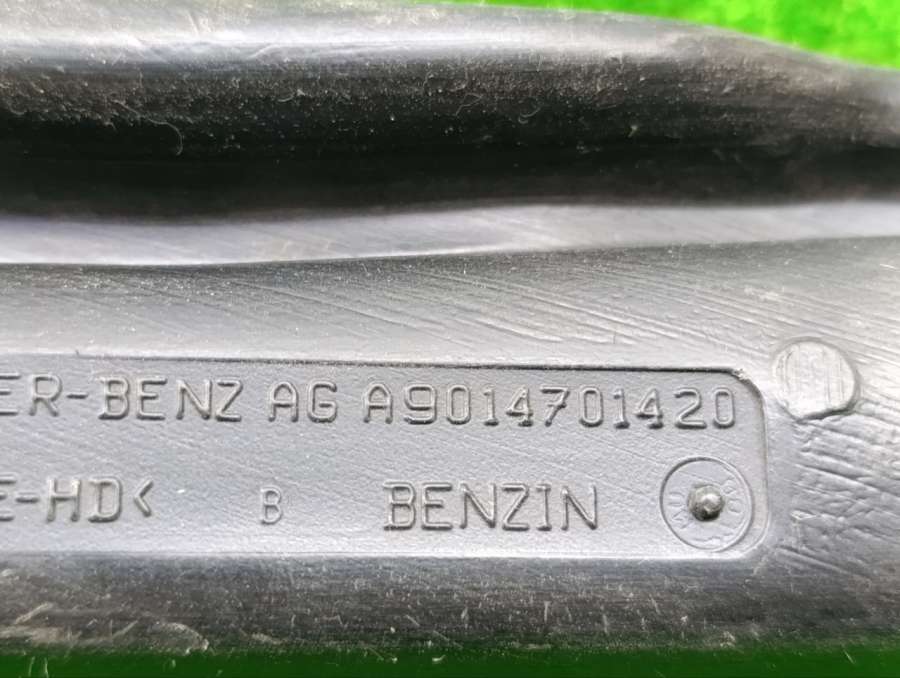 ER-BENZ AG A9014701420
E-HD< B BENZIN